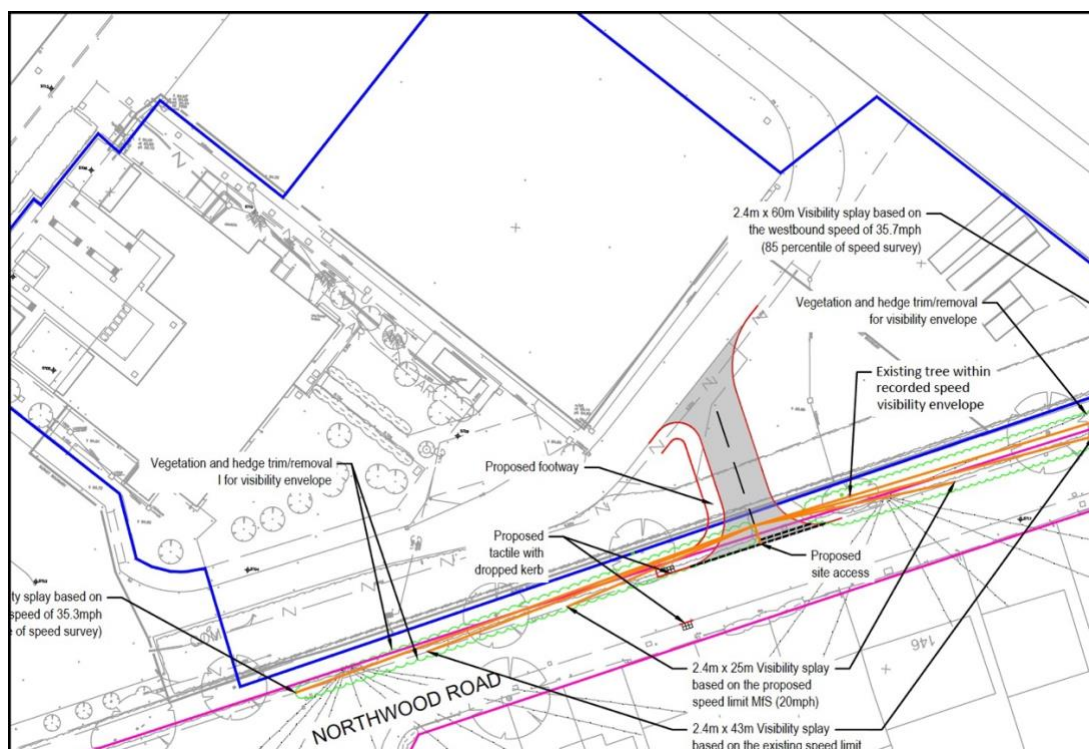 2.4m x 60m Visibility splay based on
the westbound speed of 35.7mph
(85 percentile of speed survey)
Vegetation and hedge trim/removal
for visibility envelope
Existing tree within
recorded speed
visibility envelope
Vegetation and hedge trim/removal
l for visibility envelope
Proposed footway
Proposed
tactile with
dropped kerb
Proposed
site access
ty splay based on
speed of 35.3mph
e of speed survey)
2.4m x 25m Visibility splay
based on the proposed
speed limit MfS (20mph)
146
NORTHWOOD ROAD
2.4m x 43m Visibility splay
based on the existing speed limit